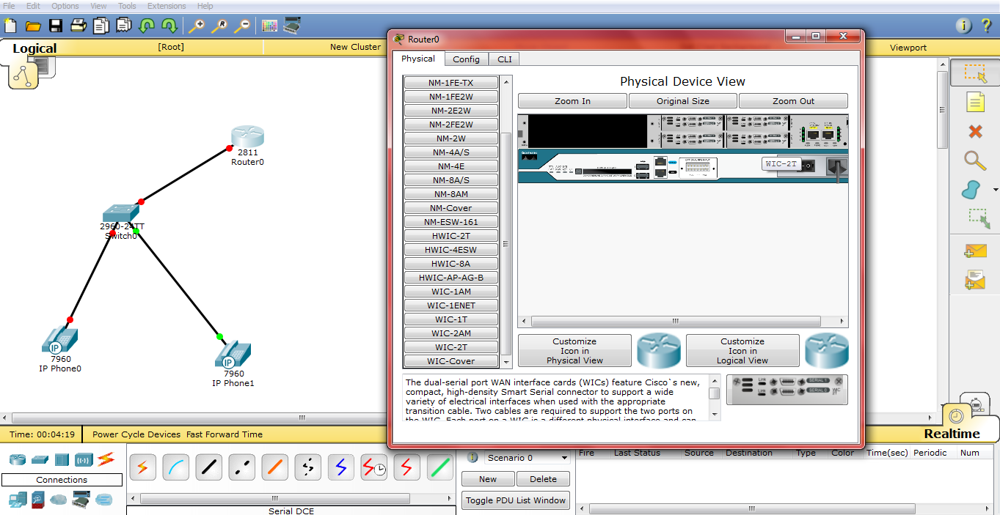 File Edit Options View Tools Extensions Help
Logical
[Root]
New Cluster
Viewport
2811
Router0
2960-24TT
Switch0
IP
7960
IP Phone0
IP
7960
IP Phone1
Router0
Physical Config CLI
NM-1FE-TX
NM-1FE2W
NM-2E2W
NM-2FE2W
NM-2W
NM-4A/S
NM-4E
NM-8A/S
NM-8AM
NM-Cover
NM-ESW-161
HWIC-2T
HWIC-4ESW
HWIC-8A
HWIC-AP-AG-B
WIC-1AM
WIC-1ENET
WIC-1T
WIC-2AM
WIC-2T
WIC-Cover
Physical Device View
Zoom In Original Size Zoom Out
OPTIONAL RPS INPUT
WIC-2T
Customize
Icon in
Physical View
Customize
Icon in
Logical View
The dual-serial port WAN interface cards (WICs) feature Cisco`s new,
compact, high-density Smart Serial connector to support a wide
variety of electrical interfaces when used with the appropriate
transition cable. Two cables are required to support the two ports on
the WIC. Each port on a WIC is a different physical interface and can
SERIAL 1
SERIAL 0
Time: 00:04:19 Power Cycle Devices Fast Forward Time
Realtime
Connections
Serial DCE
Scenario 0
New Delete
Toggle PDU List Window
Fire Last Status Source Destination Type Color Time(sec) Periodic Num